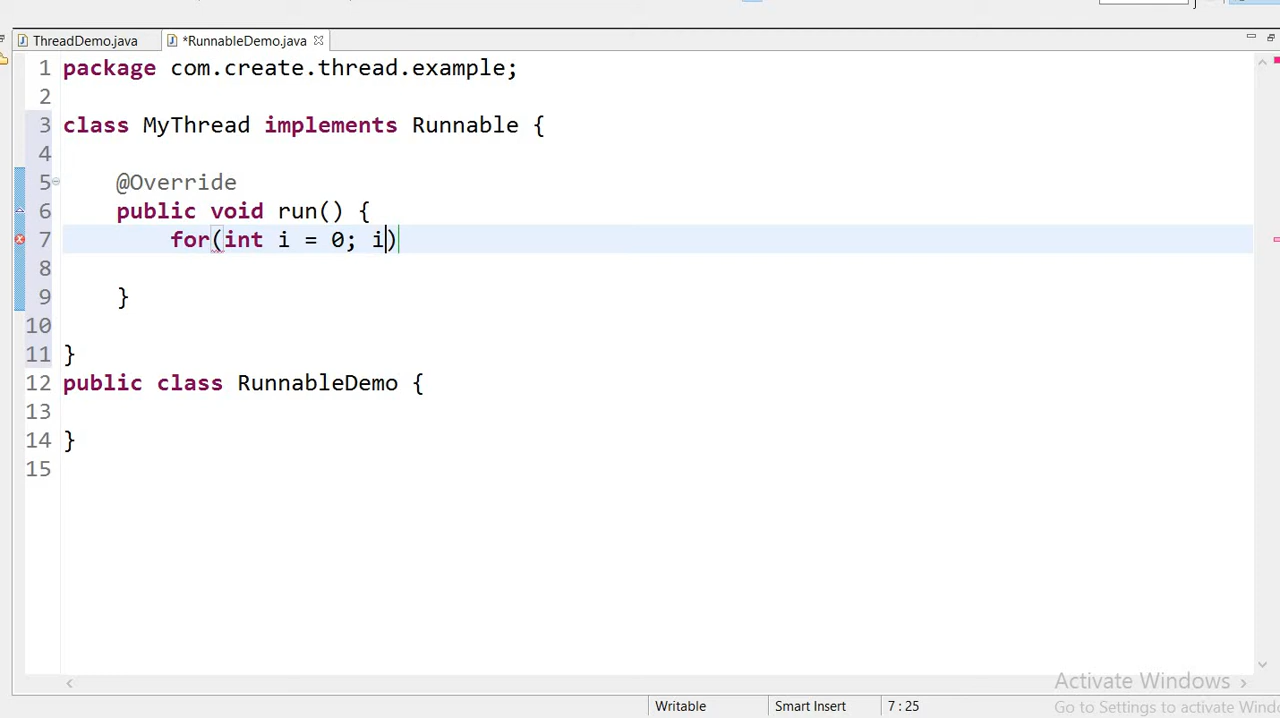 ThreadDemo.java
*RunnableDemo.java
1 package com.create.thread.example;
2
3 class MyThread implements Runnable {
4
5 @Override
6 public void run() {
7 for(int i = 0; i)
8
9 }
10
11 }
12 public class RunnableDemo {
13
14 }
15
Activate Windows
Go to Settings to activate Windo
Writable
Smart Insert
7 : 25